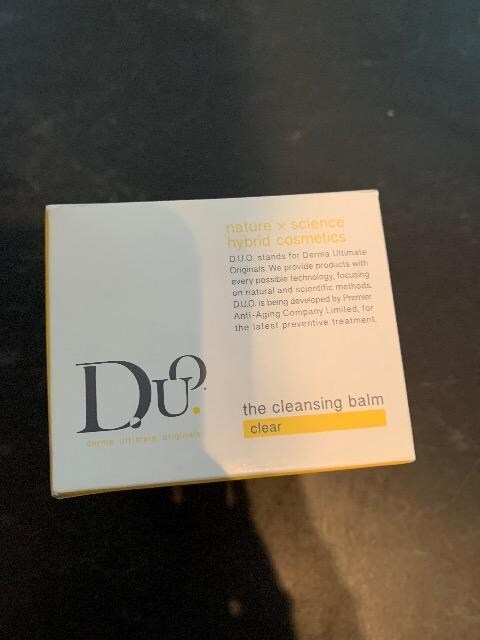 nature × science
hybrid cosmetics
D.U.O. stands for Derma Ultimate
Originals. We provide products with
every possible technology, focusing
on natural and scientific methods.
D.U.O. is being developed by Premier
Anti-Aging Company Limited, for
the latest preventive treatment.
D.U.O.
derma ultimate originals
the cleansing balm
clear